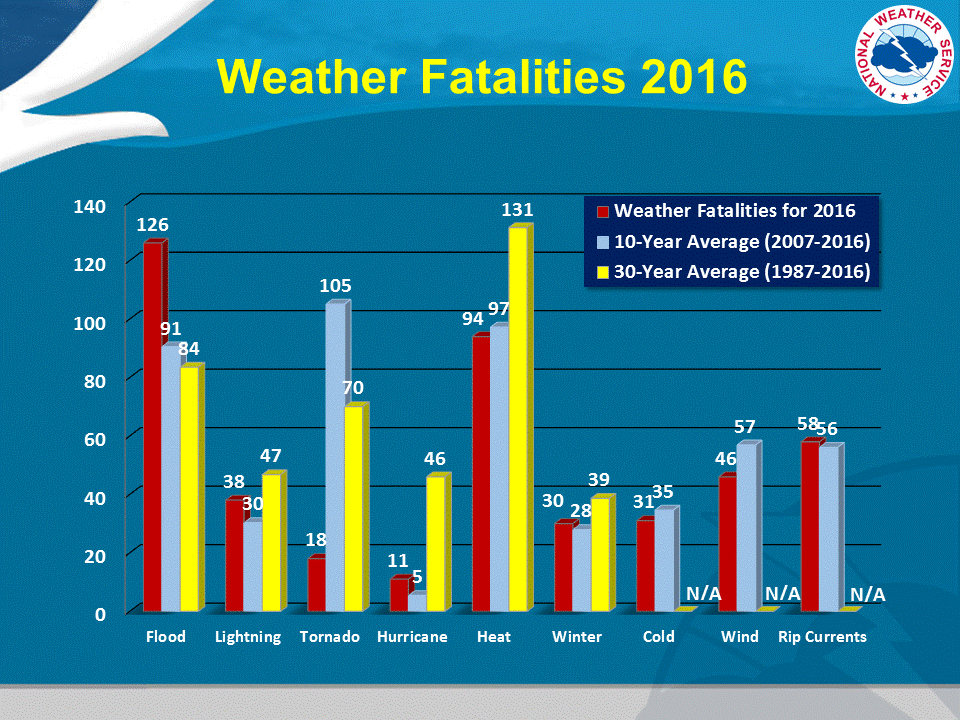 Weather Fatalities 2016
NATIONAL WEATHER SERVICE
Weather Fatalities for 2016
10-Year Average (2007-2016)
30-Year Average (1987-2016)
140
120
100
80
60
40
20
0
126
91
84
38
30
47
18
105
70
11
5
46
94
97
131
30
28
39
31
35
N/A
46
57
N/A
58
56
N/A
Flood
Lightning
Tornado
Hurricane
Heat
Winter
Cold
Wind
Rip Currents